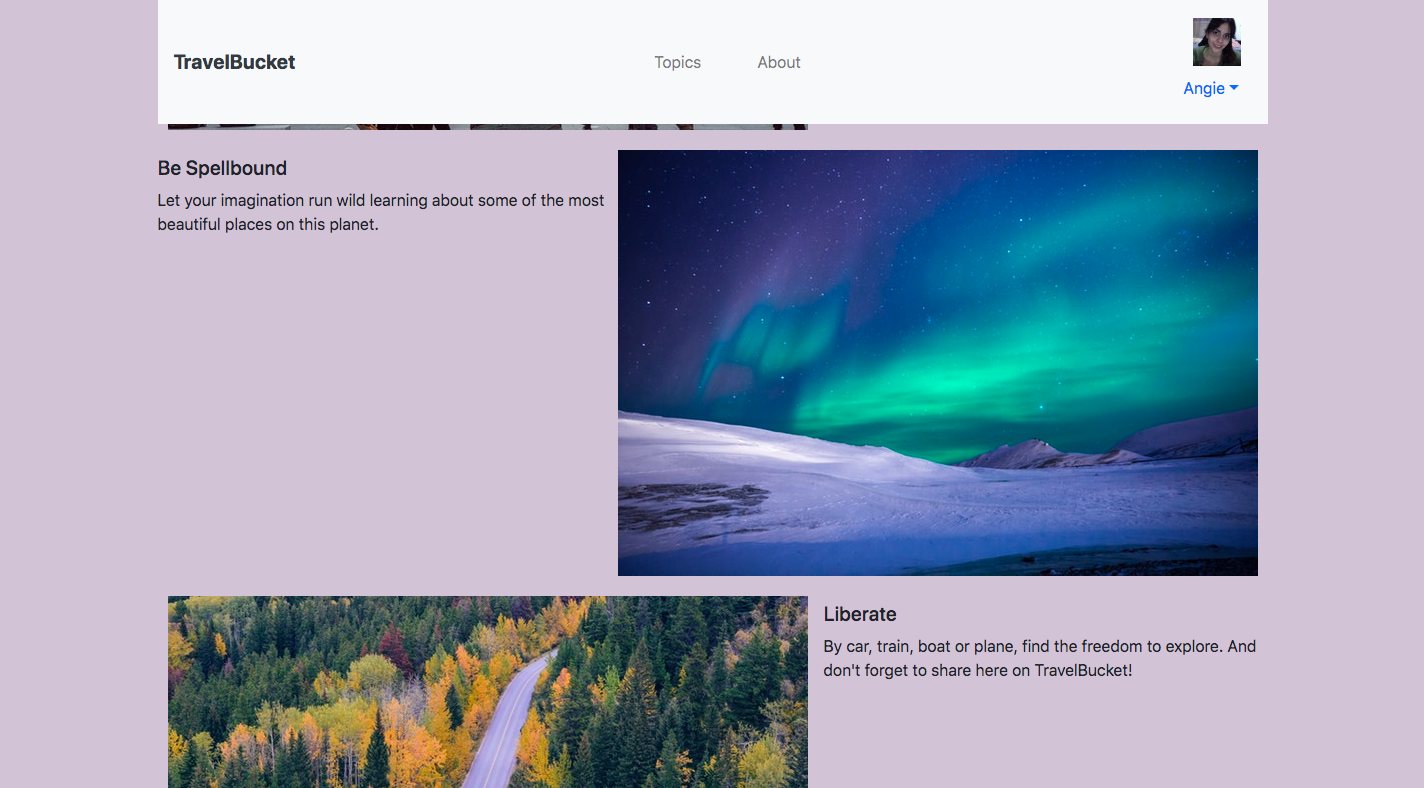 TravelBucket
Topics
About
Angie
Be Spellbound
Let your imagination run wild learning about some of the most
beautiful places on this planet.
Liberate
By car, train, boat or plane, find the freedom to explore. And
don't forget to share here on TravelBucket!